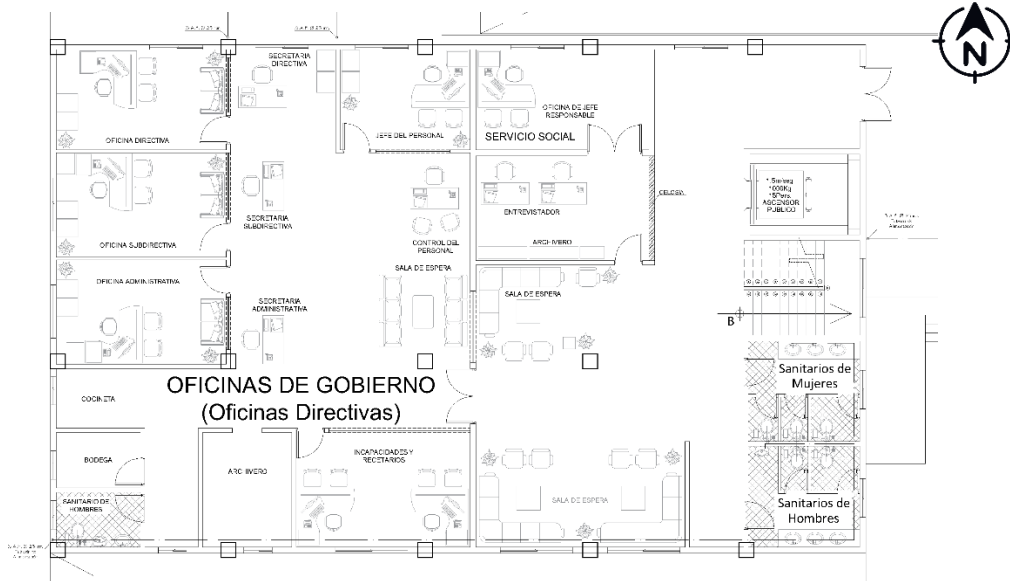 N
SECRETARIA
DIRECTIVA
OFICINA DIRECTIVA
JEFE DEL PERSONAL
OFICINA DE JEFE
RESPONSABLE
SERVICIO SOCIAL
ASCENSOR
PUBLICO
CELOSIA
ENTREVISTADOR
ARCHIVERO
SECRETARIA
SUBDIRECTIVA
OFICINA SUBDIRECTIVA
CONTROL DEL
PERSONAL
SALA DE ESPERA
OFICINA ADMINISTRATIVA
SECRETARIA
ADMINISTRATIVA
SALA DE ESPERA
B
OFICINAS DE GOBIERNO
(Oficinas Directivas)
Sanitarios de
Mujeres
COCINETA
BODEGA
ARCHIVERO
INCAPACIDADES Y
RECETARIOS
SALA DE ESPERA
SANITARIO DE
HOMBRES
Sanitarios de
Hombres